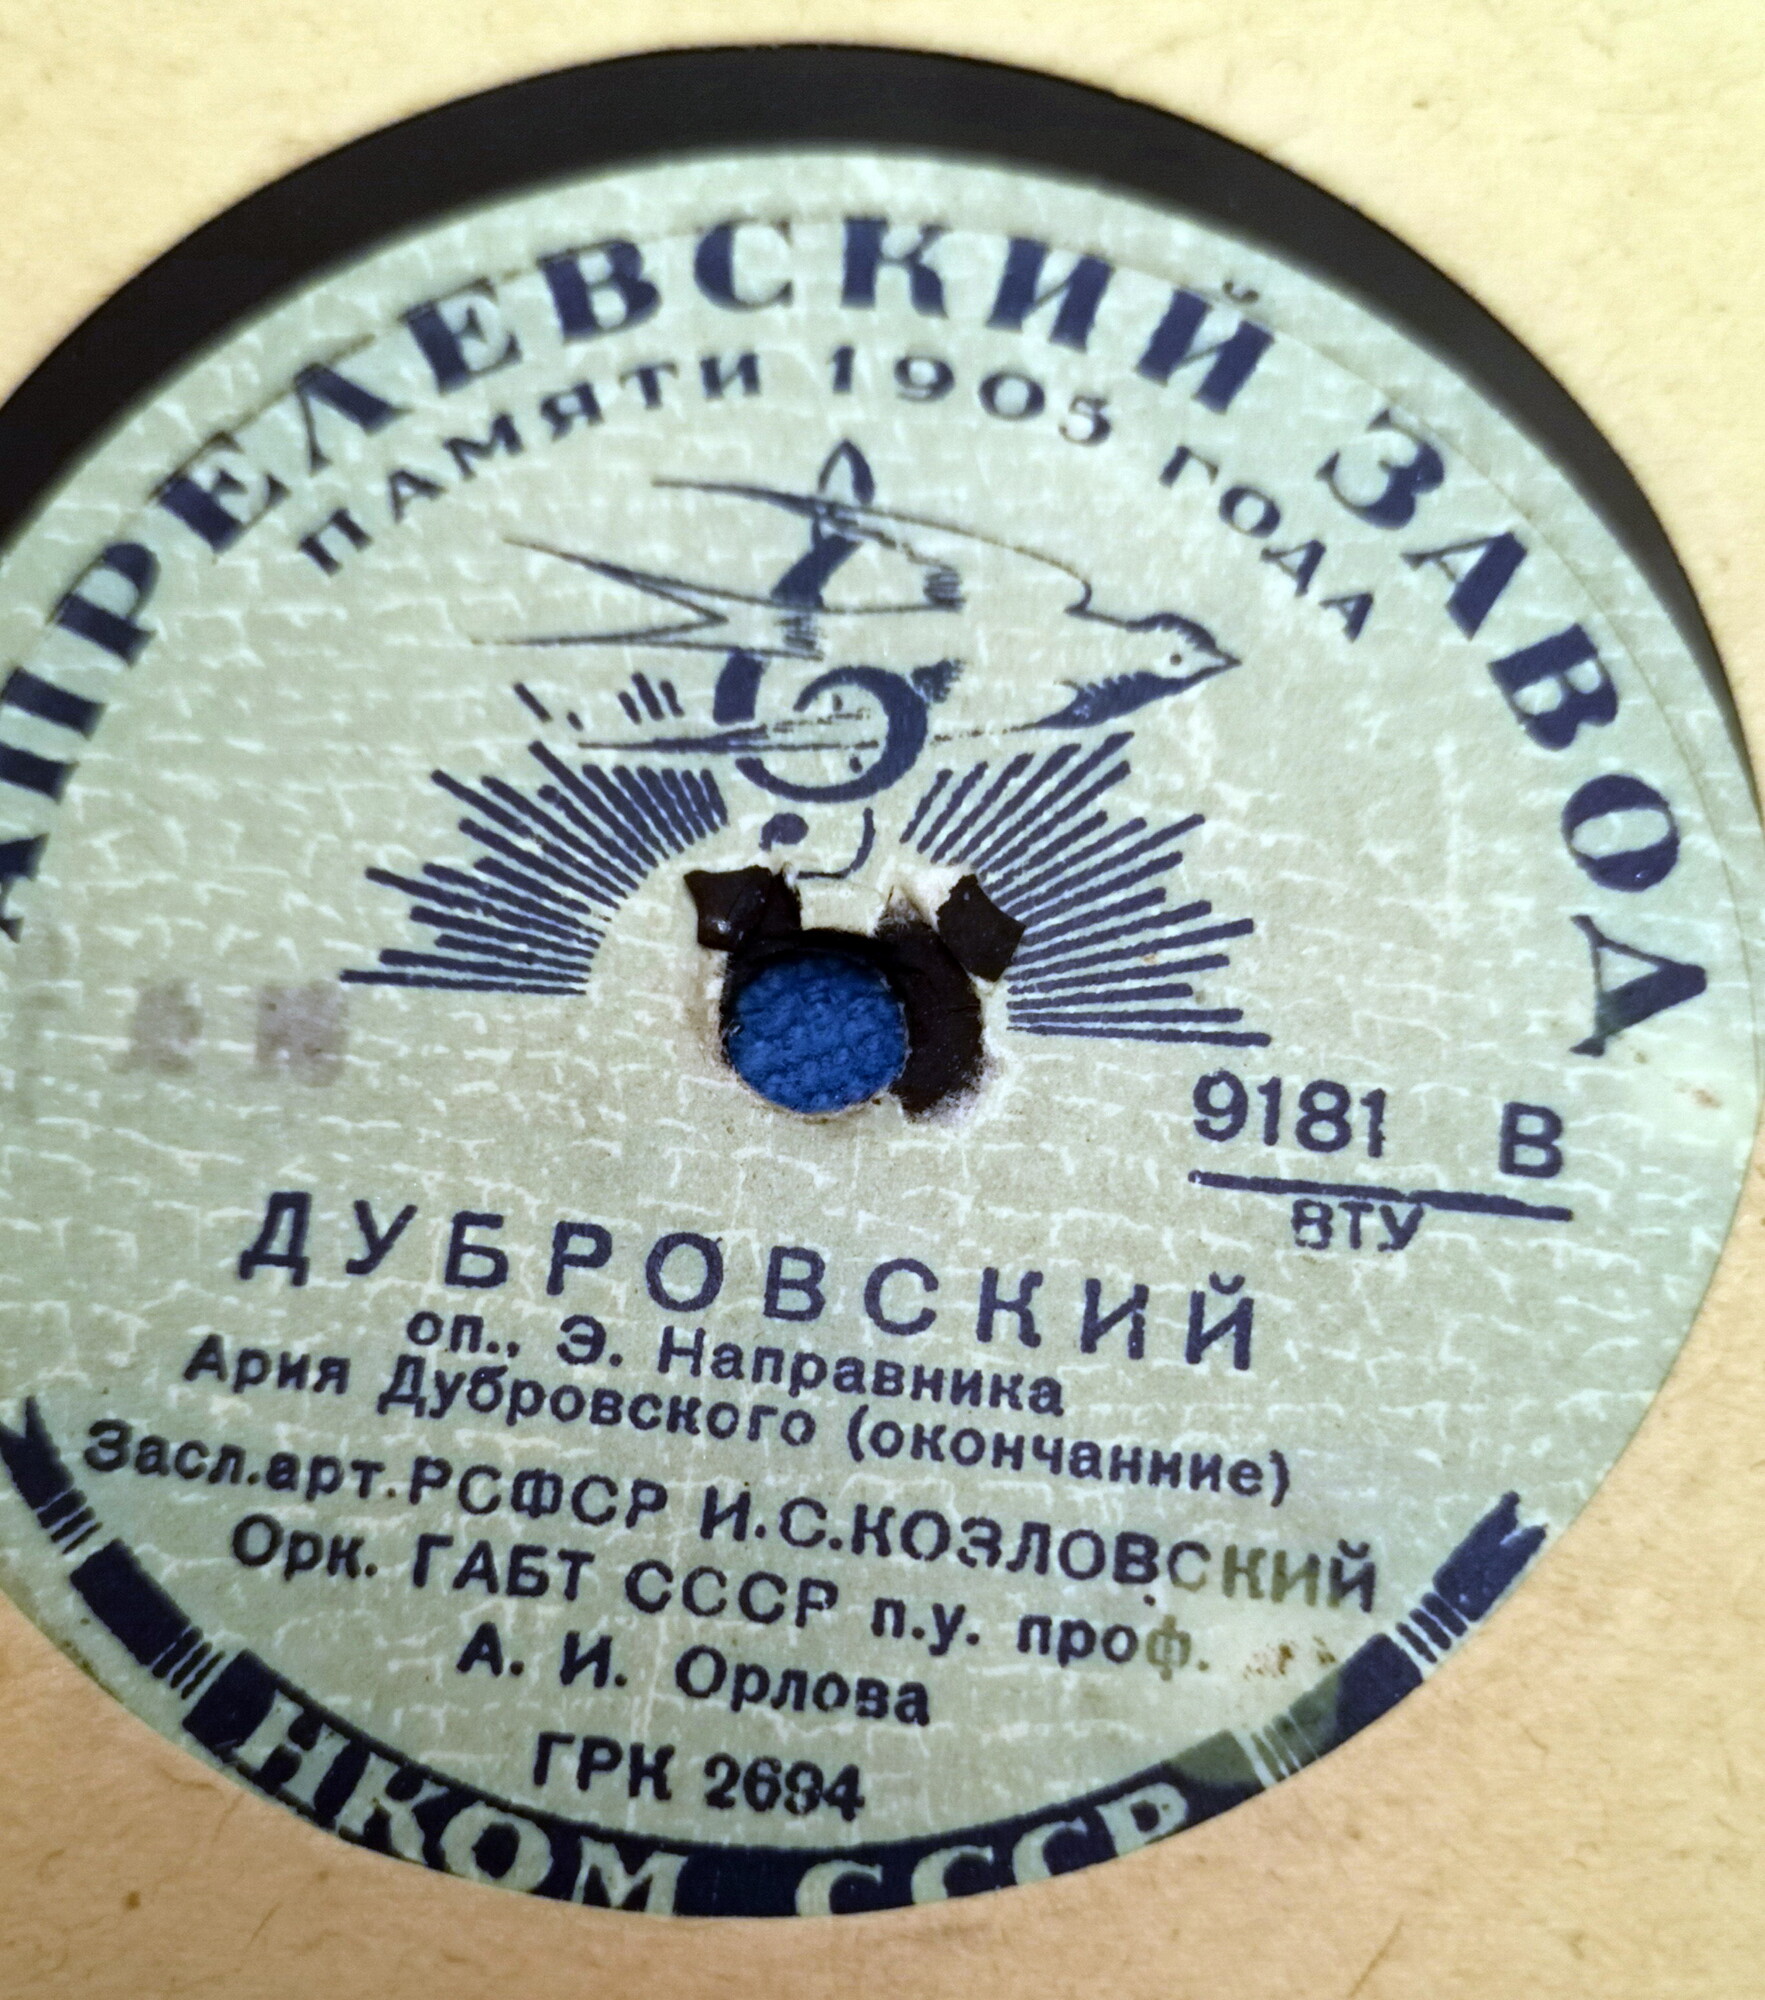 АПРЕЛЕВСКИЙ ЗАВОД
ПАМЯТИ 1905 ГОДА
9181 В
ВТУ
ДУБРОВСКИЙ
оп., Э. Направника
Ария Дубровского (окончанние)
Засл.арт.РСФСР И.С.КОЗЛОВСКИЙ
Орк. ГАБТ СССР п.у. проф.
А. И. Орлова
ГРК 2694
НКОМ СССР